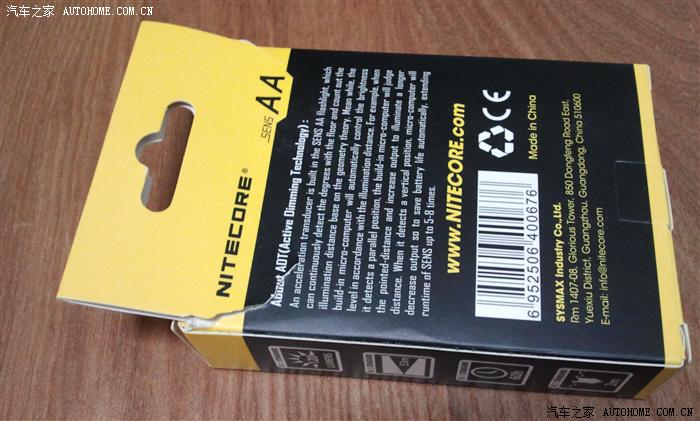 汽车之家 AUTOHOME.COM.CN
NITECORE®
SENS AA
About ADT(Active Dimming Technology):
An acceleration transducer is built in the SENS AA flashlight, which
can continuously detect the degrees with the floor and count out the
illumination distance base on the geometry theory, Mean while, the
build-in micro-computer will automatically control the brightness
level in accordance with the illumination distance. For example, when
it detects a parallel position, the build-in micro-computer will judge
the pointed-distance and increase output to illuminate a longer
distance. When it detects a vertical position, micro-computer will
decrease output so to save battery life automatically, extending
runtime of SENS up to 5-8 times.
www.NITECORE.com
CE
Made in China
6 952506 400676
SYSMAX Industry Co.,Ltd.
Rm 1407-08, Glorious Tower, 850 Dongfeng Road East,
Yuexiu District, Guangzhou, Guangdong, China 510600
E-mail: info@nitecore.com
LUMENS
汽车之家 AUTOHOME.COM.CN